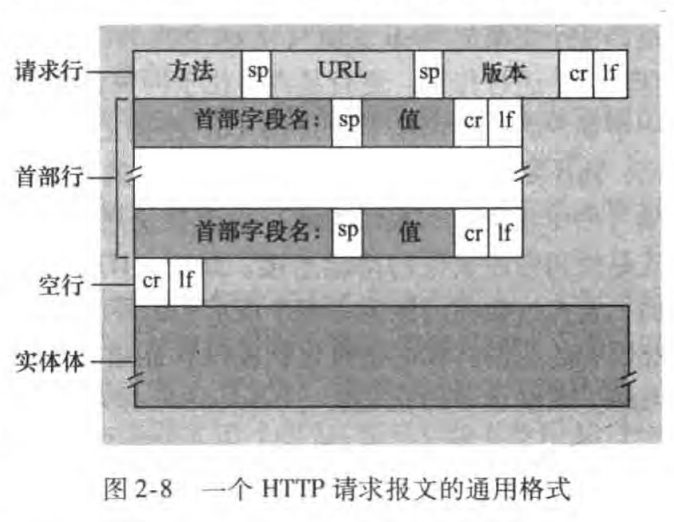 请求行 方法 sp URL sp 版本 cr lf
首部字段名: sp 值 cr lf
首部行
首部字段名: sp 值 cr lf
空行 cr lf
实体体
图 2-8 一个 HTTP 请求报文的通用格式